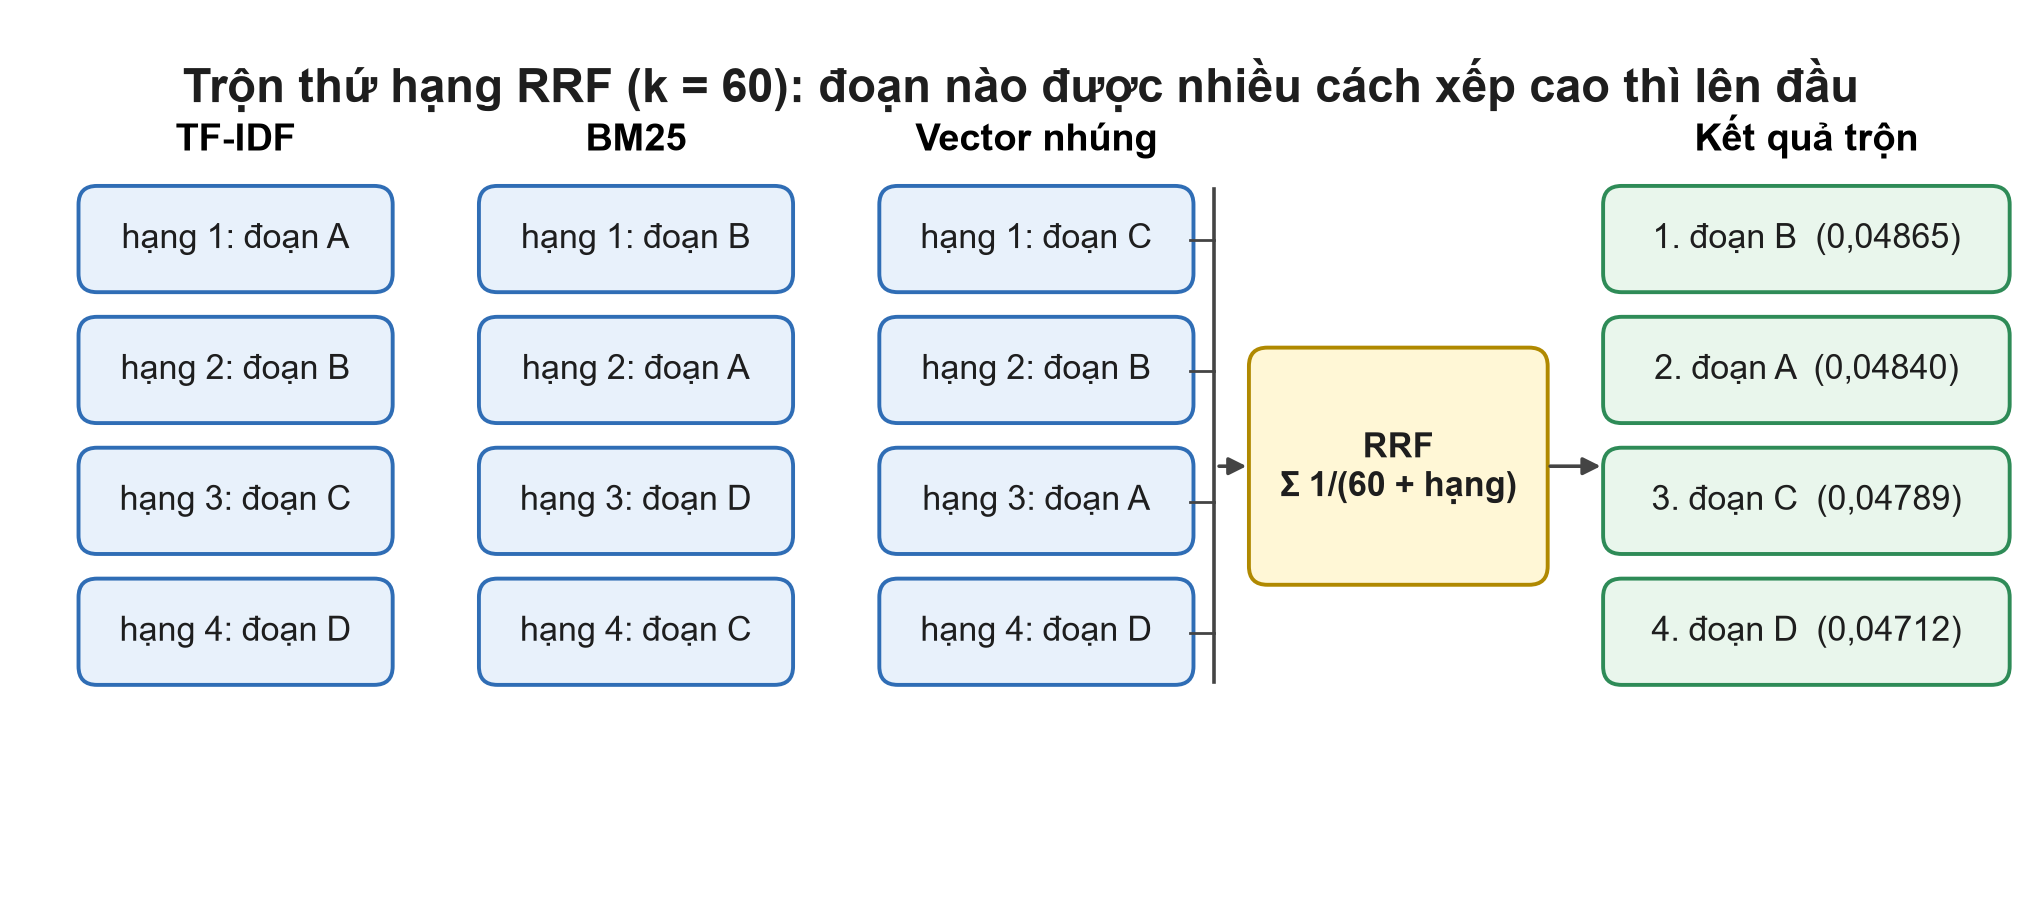 Trộn thứ hạng RRF (k = 60): đoạn nào được nhiều cách xếp cao thì lên đầu
TF-IDF
hạng 1: đoạn A
hạng 2: đoạn B
hạng 3: đoạn C
hạng 4: đoạn D
BM25
hạng 1: đoạn B
hạng 2: đoạn A
hạng 3: đoạn D
hạng 4: đoạn C
Vector nhúng
hạng 1: đoạn C
hạng 2: đoạn B
hạng 3: đoạn A
hạng 4: đoạn D
RRF
Σ 1/(60 + hạng)
Kết quả trộn
1. đoạn B (0,04865)
2. đoạn A (0,04840)
3. đoạn C (0,04789)
4. đoạn D (0,04712)